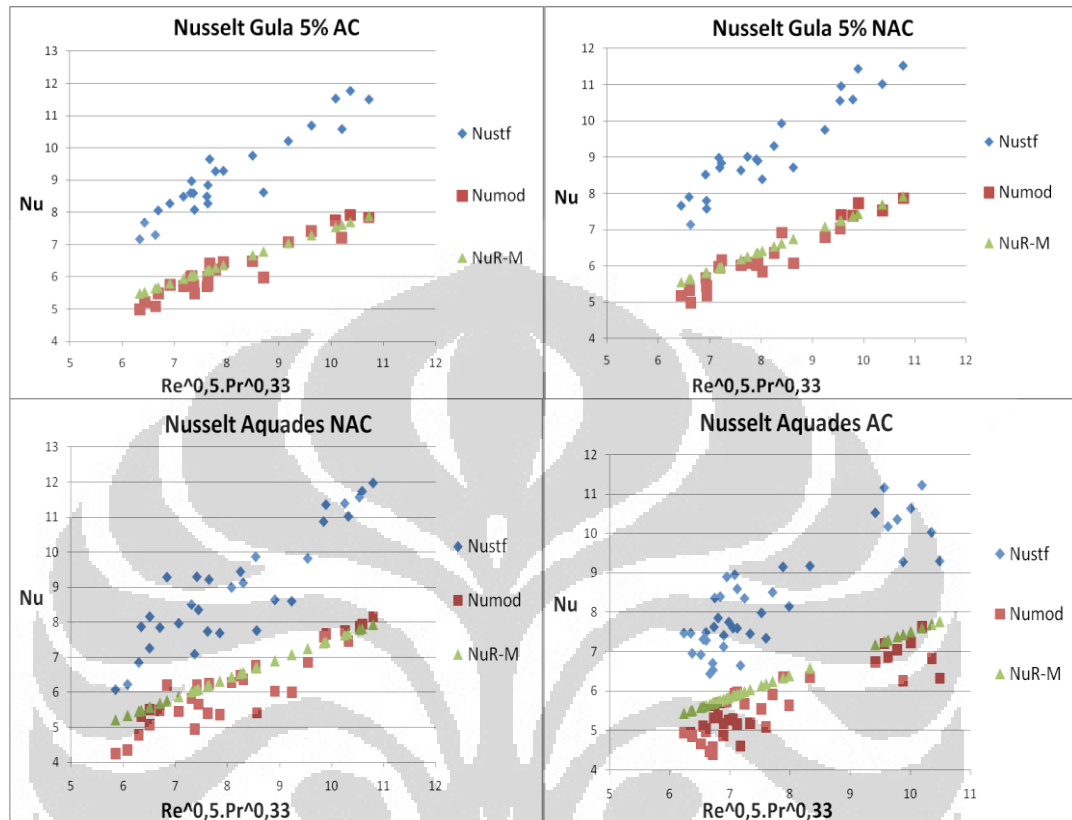 Nusselt Gula 5% AC
13
12
11
10
9
8
7
6
5
4
Nu
5 6 7 8 9 10 11 12
Re^0,5.Pr^0,33
Nustf
Numod
NuR-M
Nusselt Gula 5% NAC
12
11
10
9
8
7
6
5
4
Nu
5 6 7 8 9 10 11 12
Re^0,5.Pr^0,33
Nustf
Numod
NuR-M
Nusselt Aquades NAC
13
12
11
10
9
8
7
6
5
4
Nu
5 6 7 8 9 10 11 12
Re^0,5.Pr^0,33
Nustf
Numod
NuR-M
Nusselt Aquades AC
12
11
10
9
8
7
6
5
4
Nu
5 6 7 8 9 10 11
Re^0,5.Pr^0,33
Nustf
Numod
NuR-M